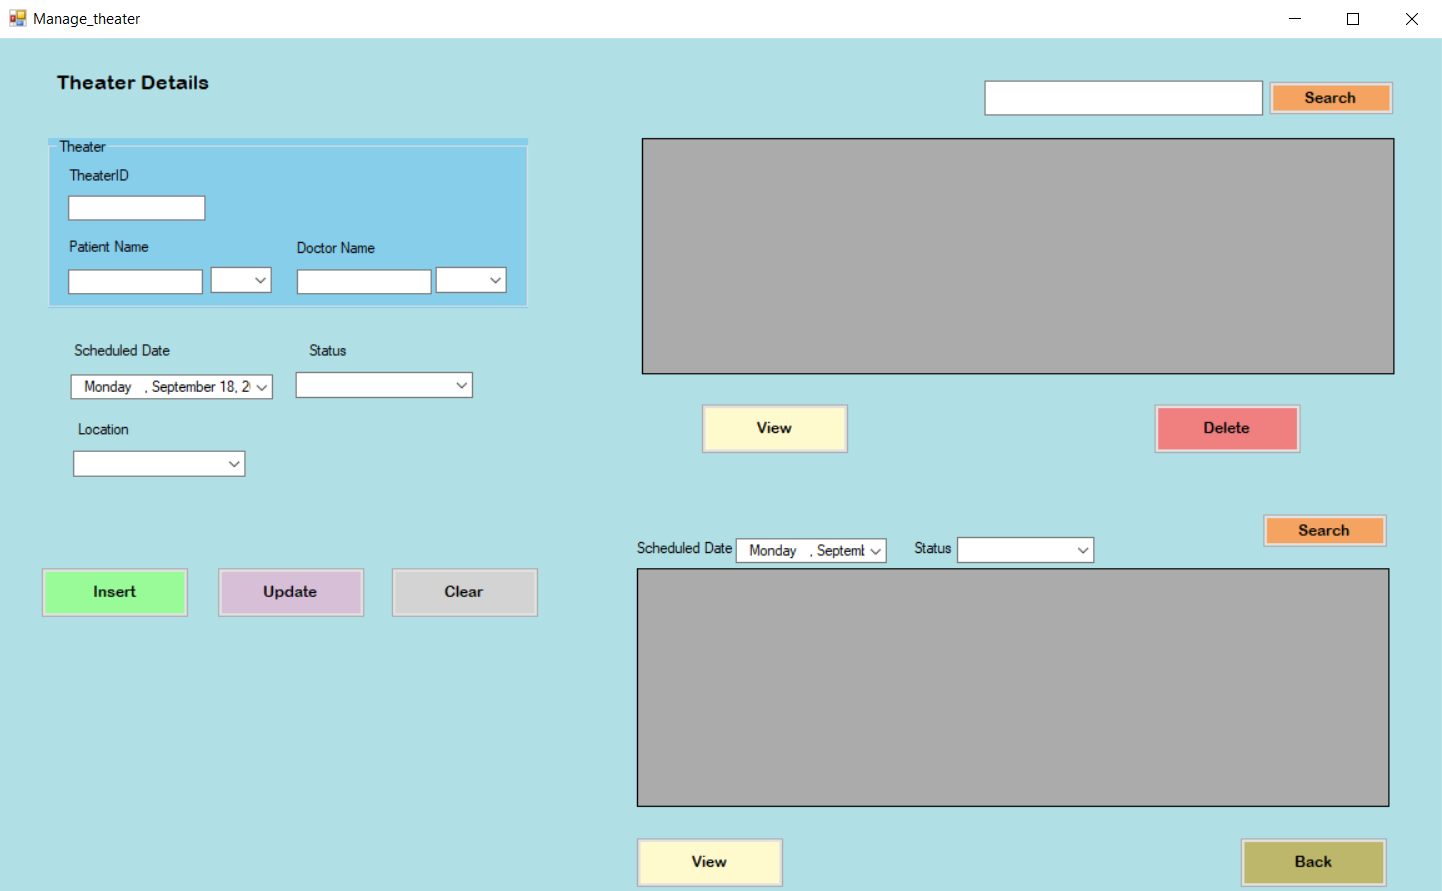 Manage_theater
Theater Details
Search
Theater
TheaterID
Patient Name
Doctor Name
Scheduled Date
Status
Monday , September 18, 2
Location
View
Delete
Search
Scheduled Date
Monday , Septemb
Status
Insert
Update
Clear
View
Back